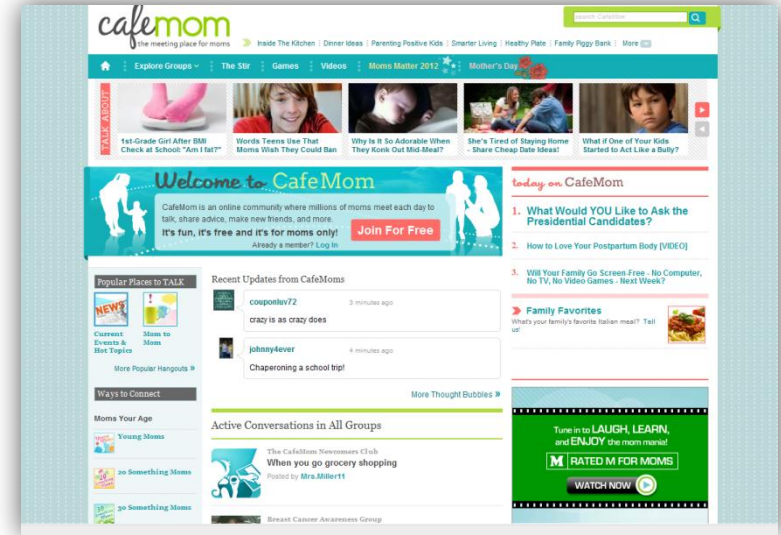 cafemom
the meeting place for moms
search CafeMom
Inside The Kitchen | Dinner Ideas | Parenting Positive Kids | Smarter Living | Healthy Plate | Family Piggy Bank | More
Explore Groups
The Stir
Games
Videos
Moms Matter 2012
Mother's Day
TALK ABOUT
1st-Grade Girl After BMI
Check at School: "Am I fat?"
Words Teens Use That
Moms Wish They Could Ban
Why Is It So Adorable When
They Konk Out Mid-Meal?
She's Tired of Staying Home
- Share Cheap Date Ideas!
What if One of Your Kids
Started to Act Like a Bully?
Welcome to CafeMom
CafeMom is an online community where millions of moms meet each day to
talk, share advice, make new friends, and more.
It's fun, it's free and it's for moms only!
Join For Free
Already a member? Log In
today on CafeMom
1. What Would YOU Like to Ask the
Presidential Candidates?
2. How to Love Your Postpartum Body [VIDEO]
3. Will Your Family Go Screen-Free - No Computer,
No TV, No Video Games - Next Week?
Family Favorites
What's your family's favorite Italian meal? Tell
us!
Popular Places to TALK
NEWS
Current
Events &
Hot Topics
Mom to
Mom
More Popular Hangouts »
Ways to Connect
Moms Your Age
Young Moms
20 Something Moms
30 Something Moms
Recent Updates from CafeMoms
couponluv72
3 minutes ago
crazy is as crazy does
johnny4ever
4 minutes ago
Chaperoning a school trip!
More Thought Bubbles »
Active Conversations in All Groups
The CafeMom Newcomers Club
When you go grocery shopping
Posted by Mrs.Miller11
Breast Cancer Awareness Group
Tune in to LAUGH, LEARN,
and ENJOY the mom mania!
M RATED M FOR MOMS
WATCH NOW